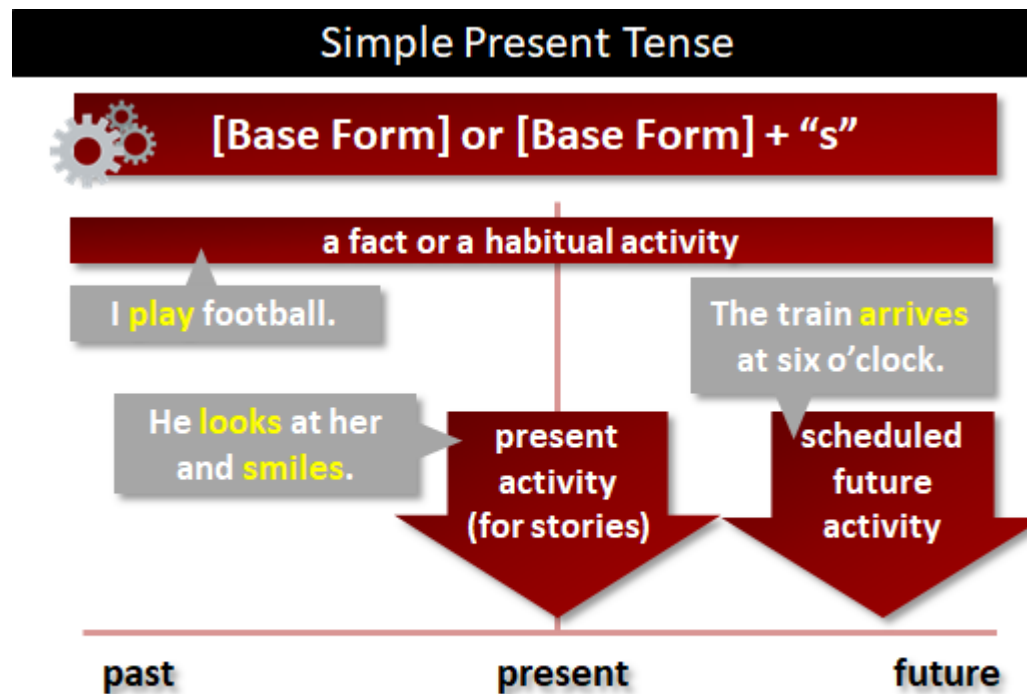 Simple Present Tense
[Base Form] or [Base Form] + “s”
a fact or a habitual activity
I play football.
The train arrives
at six o’clock.
He looks at her
and smiles.
present
activity
(for stories)
scheduled
future
activity
past
present
future